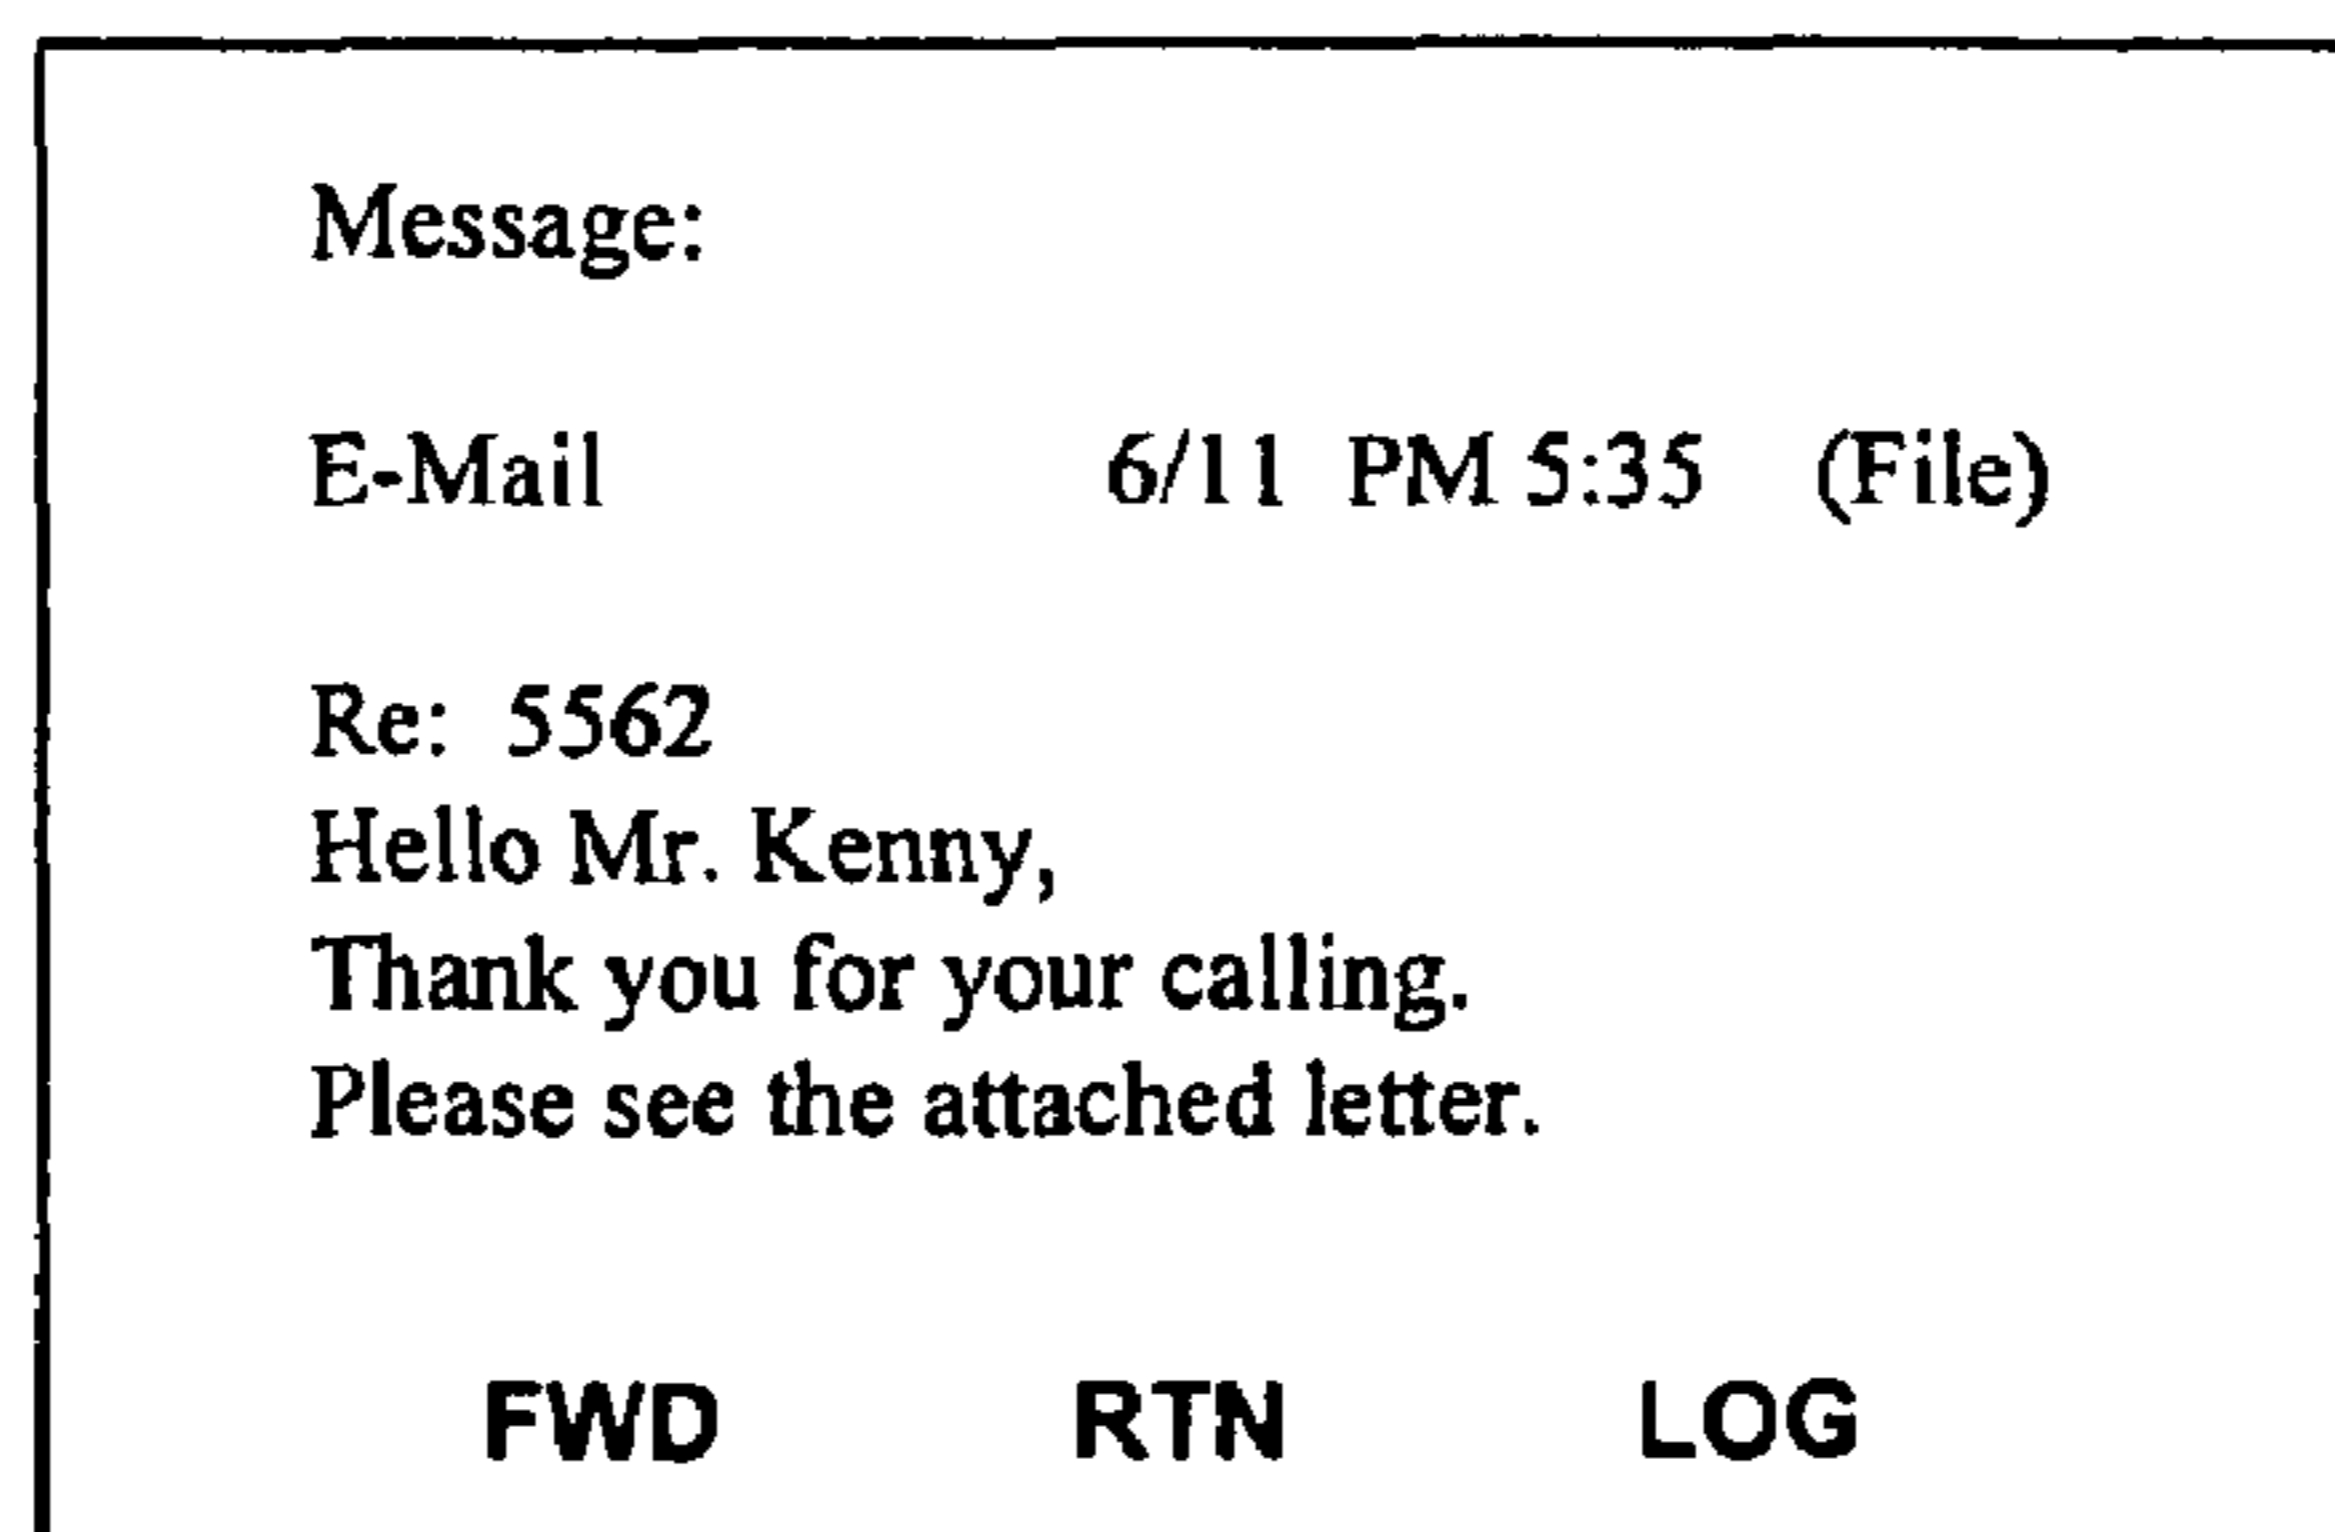 Message:
E-Mail 6/11 PM 5:35 (File)
Re: 5562
Hello Mr. Kenny,
Thank you for your calling.
Please see the attached letter.
FWD RTN LOG